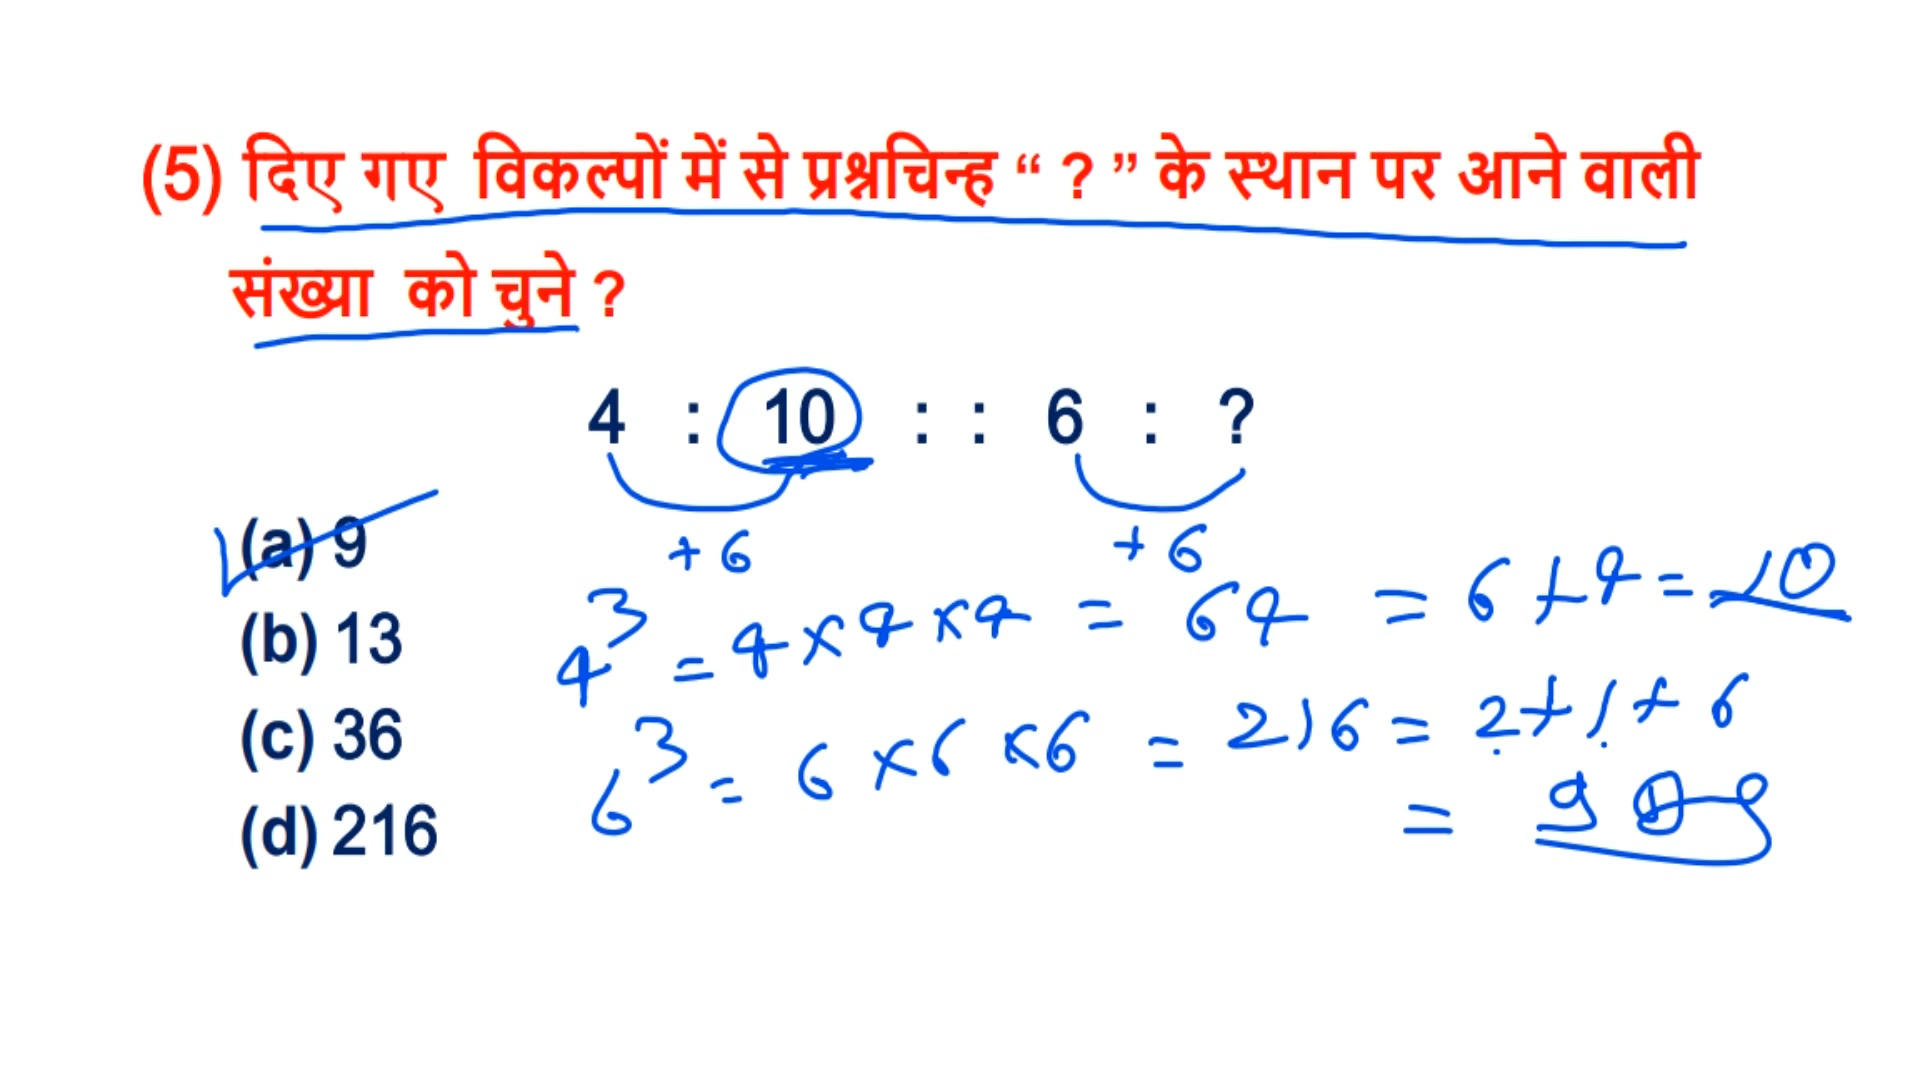 (5) दिए गए विकल्पों में से प्रश्नचिन्ह “ ? ” के स्थान पर आने वाली
संख्या को चुने ?
4 : 10 : : 6 : ?
+6 +6
(a) 9
(b) 13
(c) 36
(d) 216
4³ = 4×4×4 = 64 = 6+4 = 10
6³ = 6×6×6 = 216 = 2+1+6
= 9